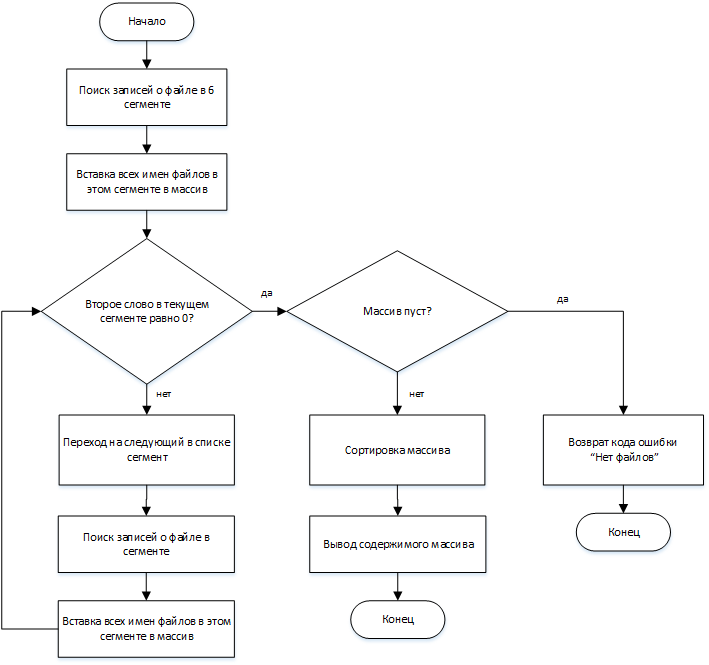 Начало
Поиск записей о файле в 6
сегменте
Вставка всех имен файлов в
этом сегменте в массив
Второе слово в текущем
сегменте равно 0?
да
нет
Переход на следующий в списке
сегмент
Поиск записей о файле в
сегменте
Вставка всех имен файлов в этом
сегменте в массив
Массив пуст?
да
нет
Сортировка массива
Вывод содержимого массива
Конец
Возврат кода ошибки
“Нет файлов”
Конец